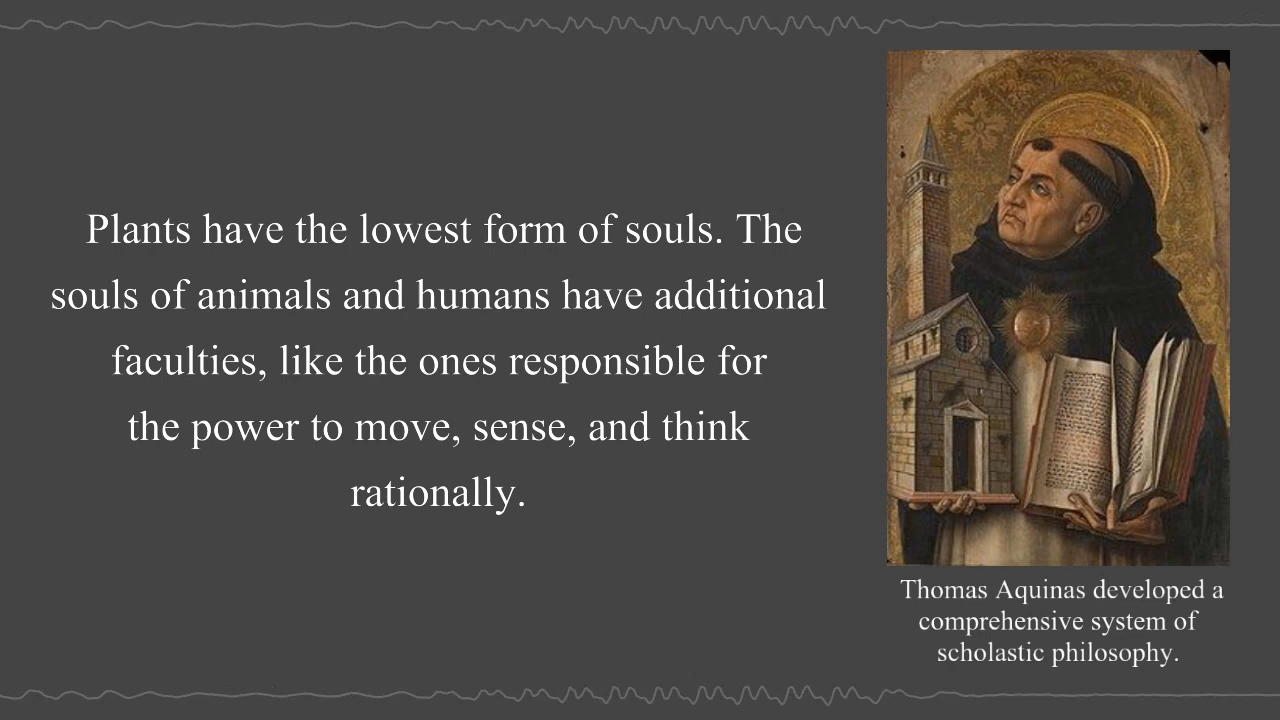 Plants have the lowest form of souls. The
souls of animals and humans have additional
faculties, like the ones responsible for
the power to move, sense, and think
rationally.
Thomas Aquinas developed a
comprehensive system of
scholastic philosophy.